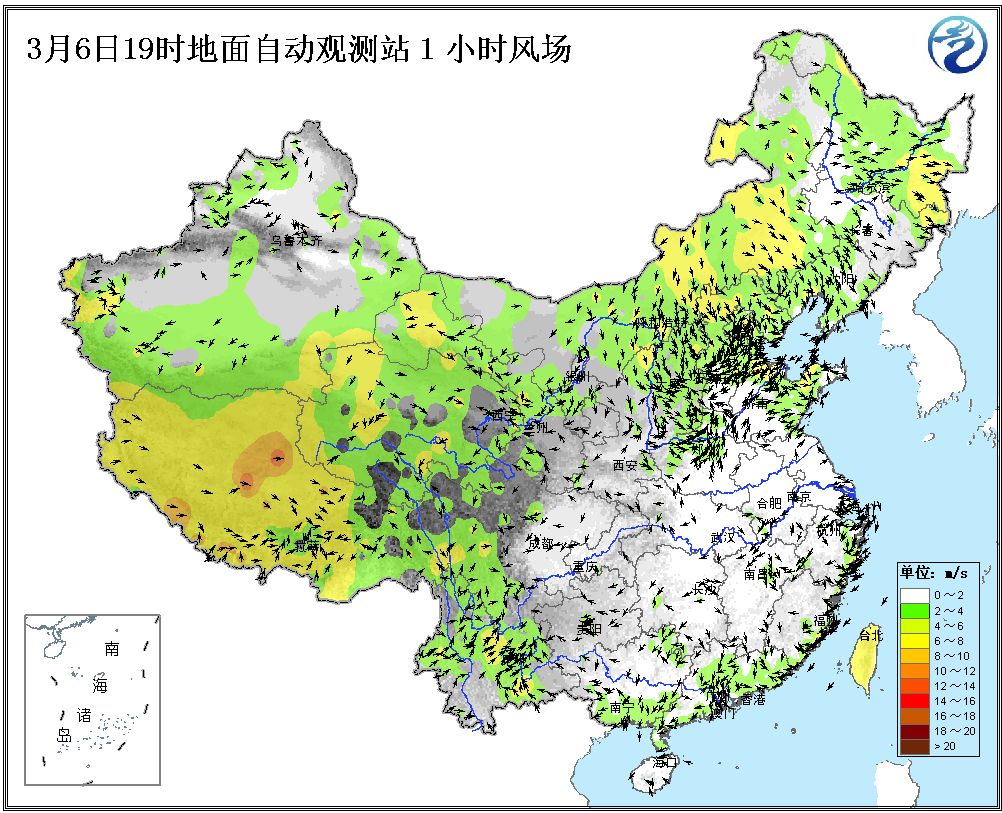 3月6日19时地面自动观测站1小时风场
哈尔滨
长春
乌鲁木齐
沈阳
呼和浩特
银川
济南
西宁
兰州
西安
合肥
南京
杭州
成都
武汉
拉萨
重庆
南昌
长沙
贵阳
福州
台北
南宁
香港
澳门
海口
单位：m/s
0～2
2～4
4～6
6～8
8～10
10～12
12～14
14～16
16～18
18～20
>20
南
海
诸
岛